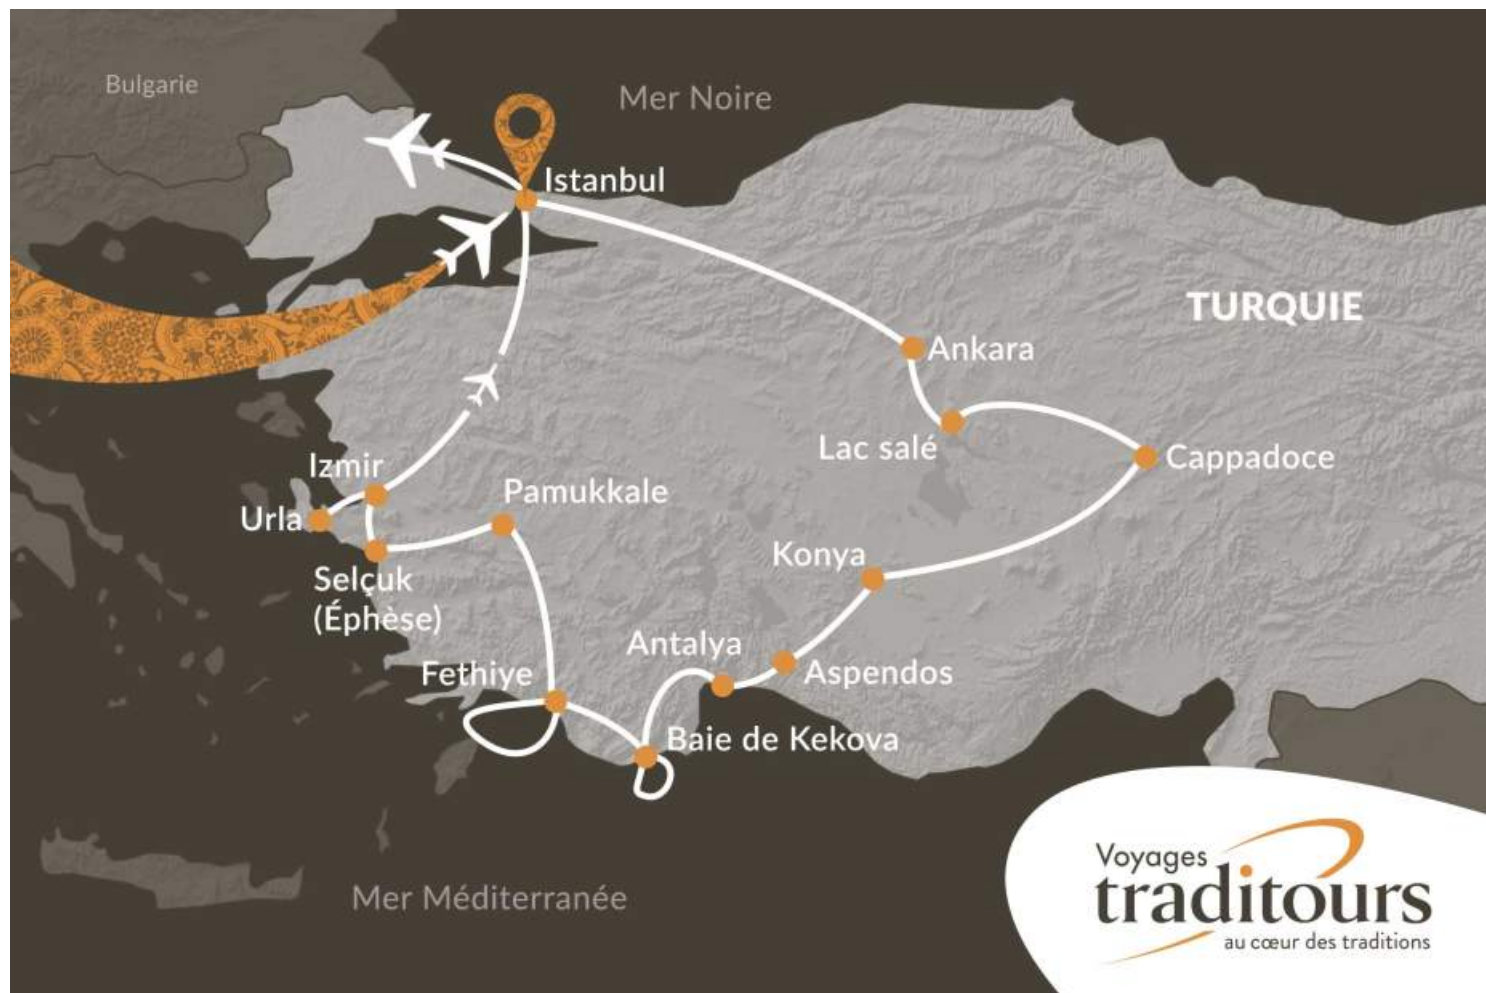 Bulgarie
Mer Noire
Istanbul
TURQUIE
Ankara
Lac salé
Cappadoce
Izmir
Pamukkale
Urla
Konya
Selçuk
(Éphèse)
Antalya
Aspendos
Fethiye
Baie de Kekova
Mer Méditerranée
Voyages
traditours
au cœur des traditions